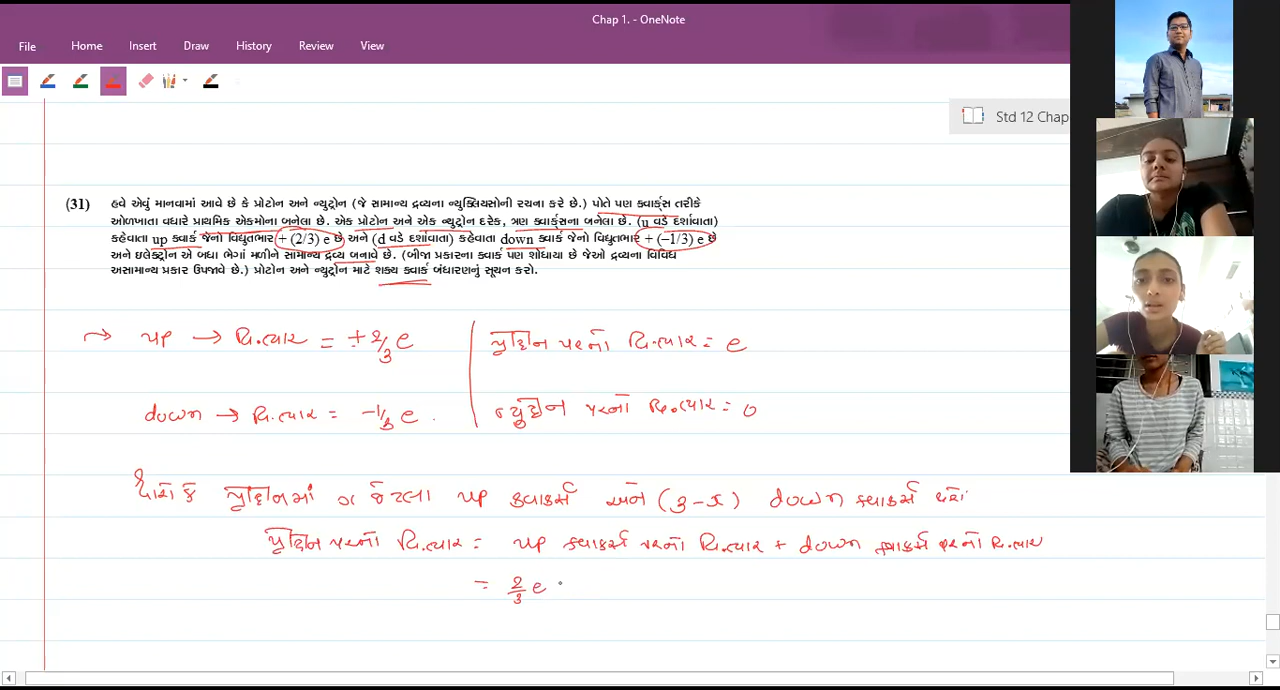 Chap 1. - OneNote
File Home Insert Draw History Review View
Std 12 Chap
(31) હવે એવું માનવામાં આવે છે કે પ્રોટોન અને ન્યુટ્રોન (જે સામાન્ય દ્રવ્યના ન્યુક્લિયસોની રચના કરે છે.) પોતે પણ ક્વાર્ક્સ તરીકે
ઓળખાતા વધારે પ્રાથમિક એકમોના બનેલા છે. એક પ્રોટોન અને એક ન્યુટ્રોન દરેક, ત્રણ ક્વાર્ક્સના બનેલા છે. (u વડે દર્શાવાતા)
કહેવાતા up ક્વાર્ક જેનો વિદ્યુતભાર + (2/3) e છે અને (d વડે દર્શાવાતા) કહેવાતા down ક્વાર્ક જેનો વિદ્યુતભાર + (−1/3) e છે
અને ઇલેક્ટ્રૉન એ બધા ભેગાં મળીને સામાન્ય દ્રવ્ય બનાવે છે. (બીજા પ્રકારના ક્વાર્ક પણ શોધાયા છે જેઓ દ્રવ્યના વિવિધ
અસામાન્ય પ્રકાર ઉપજાવે છે.) પ્રોટોન અને ન્યુટ્રોન માટે શક્ય ક્વાર્ક બંધારણનું સૂચન કરો.
→ up → વિ.ભાર = +2/3 e
પ્રોટોન પરનો વિ.ભાર = e
down → વિ.ભાર = -1/3 e
ન્યુટ્રોન પરનો વિ.ભાર = 0
ધારો કે પ્રોટોનમાં x જેટલા up ક્વાર્ક્સ અને (3-x) down ક્વાર્ક્સ
પ્રોટોન પરનો વિ.ભાર = up ક્વાર્ક્સ પરનો વિ.ભાર + down ક્વાર્ક્સ પરનો વિ.ભાર
= 2/3 e